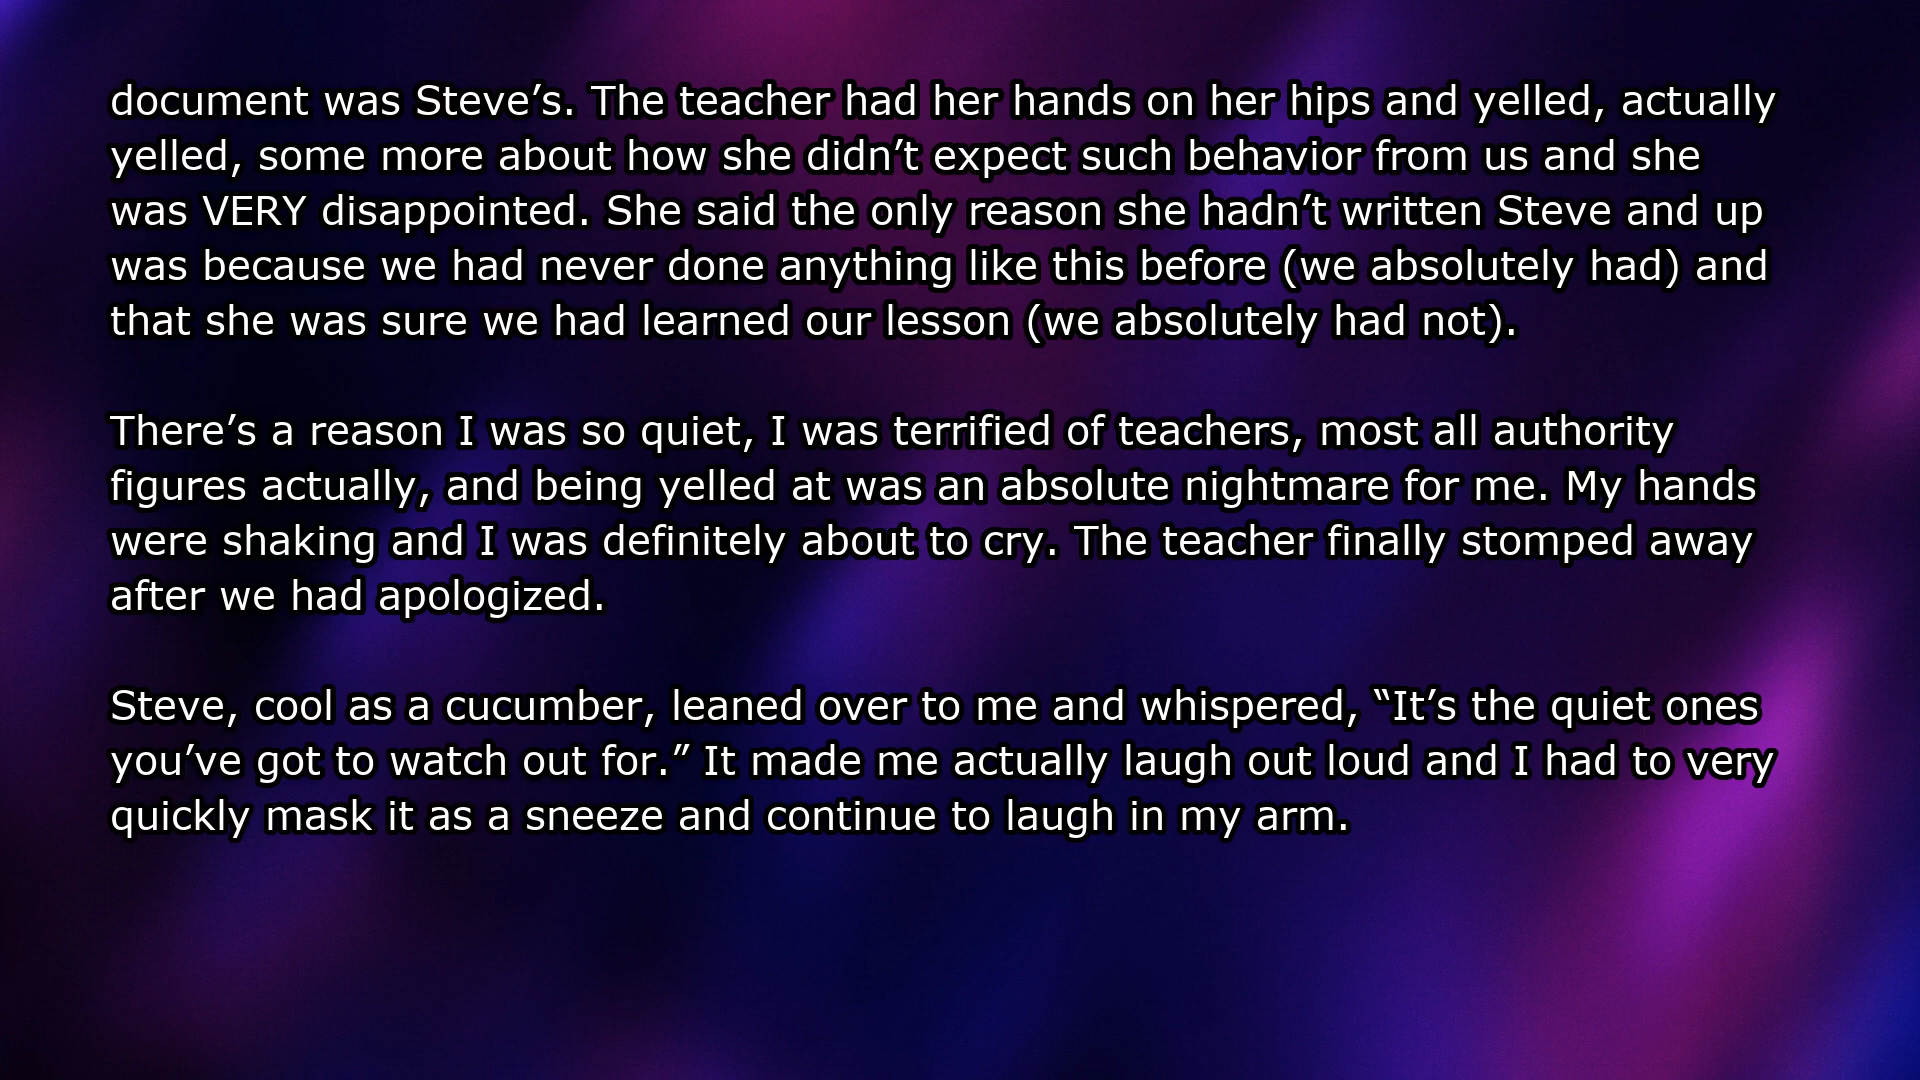 document was Steve’s. The teacher had her hands on her hips and yelled, actually
yelled, some more about how she didn’t expect such behavior from us and she
was VERY disappointed. She said the only reason she hadn’t written Steve and up
was because we had never done anything like this before (we absolutely had) and
that she was sure we had learned our lesson (we absolutely had not).
There’s a reason I was so quiet, I was terrified of teachers, most all authority
figures actually, and being yelled at was an absolute nightmare for me. My hands
were shaking and I was definitely about to cry. The teacher finally stomped away
after we had apologized.
Steve, cool as a cucumber, leaned over to me and whispered, “It’s the quiet ones
you’ve got to watch out for.” It made me actually laugh out loud and I had to very
quickly mask it as a sneeze and continue to laugh in my arm.